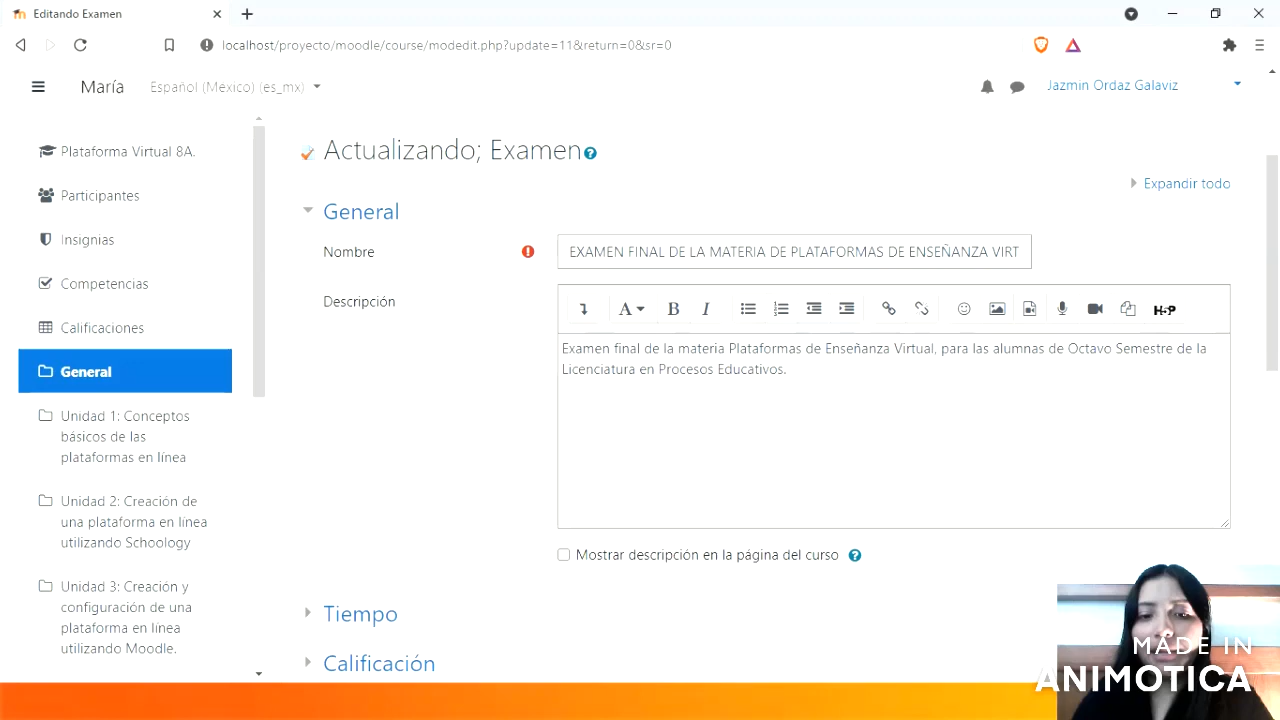 Editando Examen
localhost/proyecto/moodle/course/modedit.php?update=11&return=0&sr=0
María
Español (Mexico) (es_mx)
Jazmin Ordaz Galaviz
Plataforma Virtual 8A.
Participantes
Insignias
Competencias
Calificaciones
General
Unidad 1: Conceptos
básicos de las
plataformas en línea
Unidad 2: Creación de
una plataforma en línea
utilizando Schoology
Unidad 3: Creación y
configuración de una
plataforma en línea
utilizando Moodle.
Actualizando; Examen
Expandir todo
General
Nombre
EXAMEN FINAL DE LA MATERIA DE PLATAFORMAS DE ENSEÑANZA VIRT
Descripción
A B I H-P
Examen final de la materia Plataformas de Enseñanza Virtual, para las alumnas de Octavo Semestre de la
Licenciatura en Procesos Educativos.
Mostrar descripción en la página del curso
Tiempo
Calificación
MADE IN
ANIMOTICA